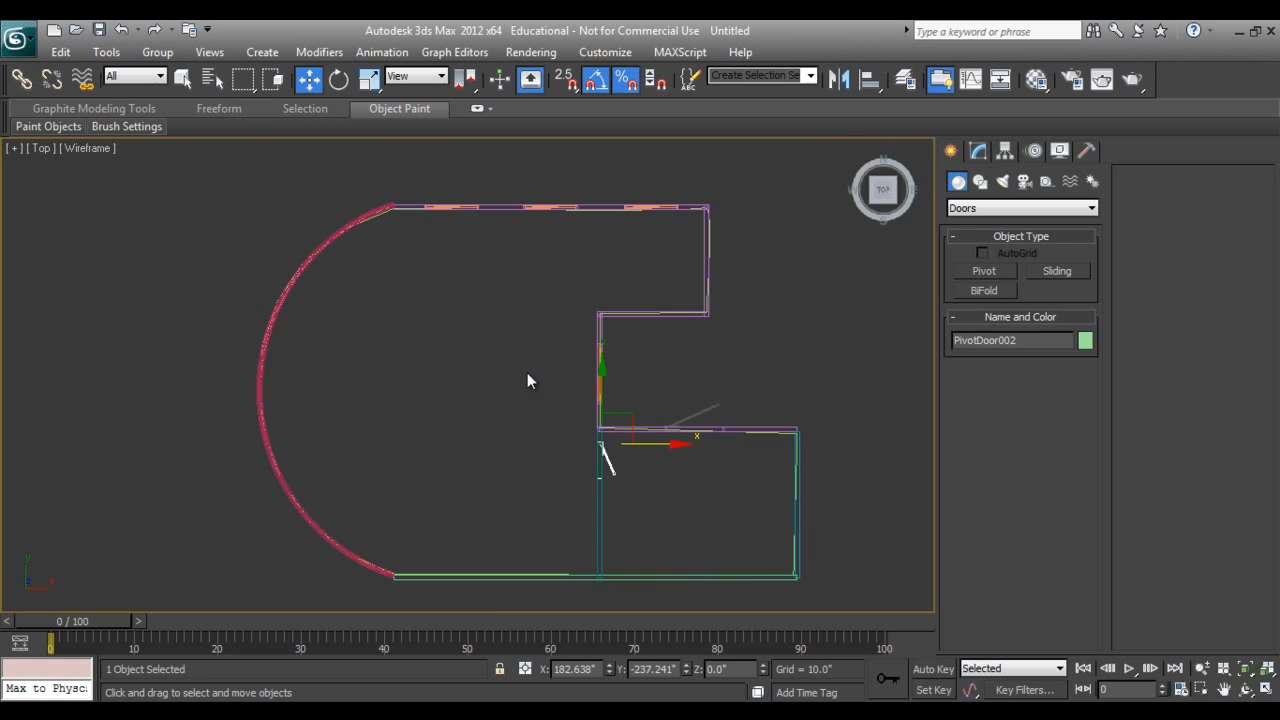 Autodesk 3ds Max 2012 x64 Educational - Not for Commercial Use Untitled
Type a keyword or phrase
Edit Tools Group Views Create Modifiers Animation Graph Editors Rendering Customize MAXScript Help
All View 2.5 Create Selection Se
Graphite Modeling Tools Freeform Selection Object Paint
Paint Objects Brush Settings
[ + ] [ Top ] [ Wireframe ]
TOP
Doors
- Object Type
AutoGrid
Pivot Sliding
BiFold
- Name and Color
PivotDoor002
x
y
x
< 0 / 100 >
0 10 20 30 40 50 60 70 80 90 100
1 Object Selected X: 182.638" Y: -237.241" Z: 0.0" Grid = 10.0" Auto Key Selected
Max to Physc Click and drag to select and move objects Add Time Tag Set Key Key Filters... 0